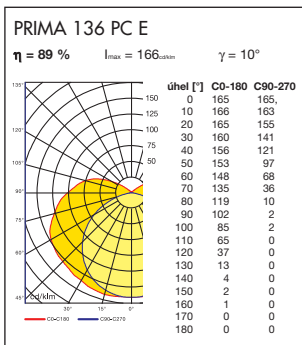 PRIMA 136 PC E
η = 89 % Imax = 166cd/klm γ = 10°
úhel [°] C0-180 C90-270
0 165 165,
10 166 163
20 165 155
30 160 141
40 156 121
50 153 97
60 148 68
70 135 36
80 119 10
90 102 2
100 85 2
110 65 0
120 37 0
130 13 0
140 4 0
150 2 0
160 1 0
170 0 0
180 0 0
150
125
100
75
50
105°
90°
75°
60°
45°
cd/klm
30° 15° 0°
C0-C180 C90-C270